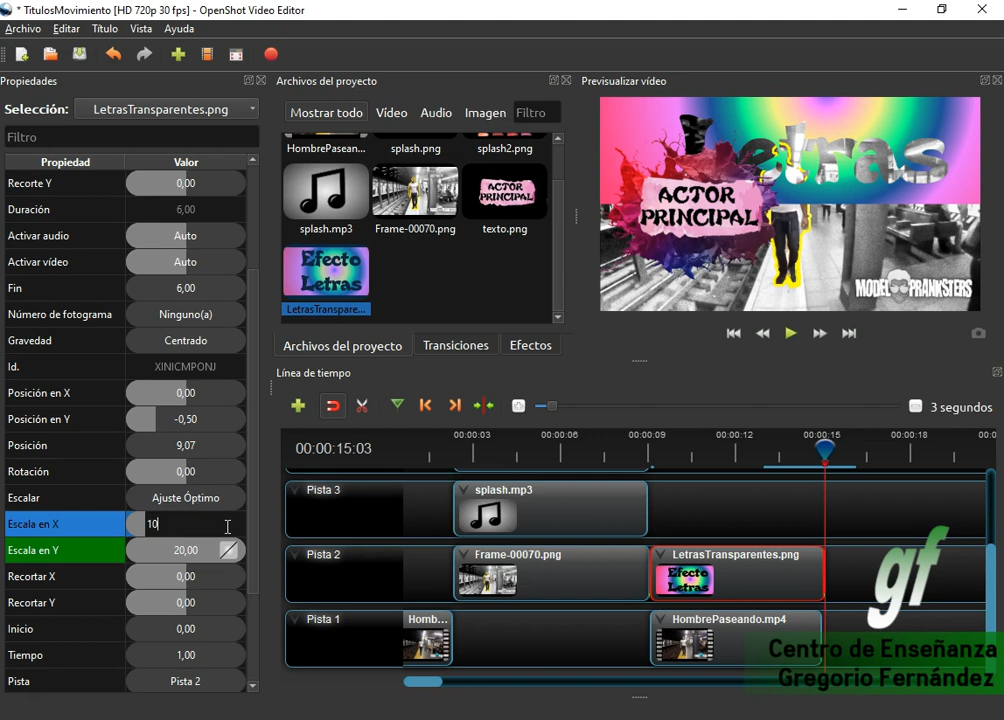 * TitulosMovimiento [HD 720p 30 fps] - OpenShot Video Editor
Archivo Editar Título Vista Ayuda
Propiedades
Selección: LetrasTransparentes.png
Filtro
Propiedad Valor
Recorte Y 0,00
Duración 6,00
Activar audio Auto
Activar vídeo Auto
Fin 6,00
Número de fotograma Ninguno(a)
Gravedad Centrado
Id. XINICMPONJ
Posición en X 0,00
Posición en Y -0,50
Posición 9,07
Rotación 0,00
Escalar Ajuste Óptimo
Escala en X 10
Escala en Y 20,00
Recortar X 0,00
Recortar Y 0,00
Inicio 0,00
Tiempo 1,00
Pista Pista 2
Archivos del proyecto
Mostrar todo Vídeo Audio Imagen Filtro
HombrePasean... splash.png splash2.png
ACTOR
PRINCIPAL
splash.mp3 Frame-00070.png texto.png
Efecto
Letras
LetrasTranspare...
Archivos del proyecto Transiciones Efectos
Previsualizar vídeo
etras
ACTOR
PRINCIPAL
MODEL PRANKSTERS
Línea de tiempo
3 segundos
00:00:15:03
00:00:03 00:00:06 00:00:09 00:00:12 00:00:15 00:00:18 00:0
Pista 3 splash.mp3
Pista 2 Frame-00070.png LetrasTransparentes.png
Efecto
Letras
Pista 1 Homb... HombrePaseando.mp4
gf
Centro de Enseñanza
Gregorio Fernández